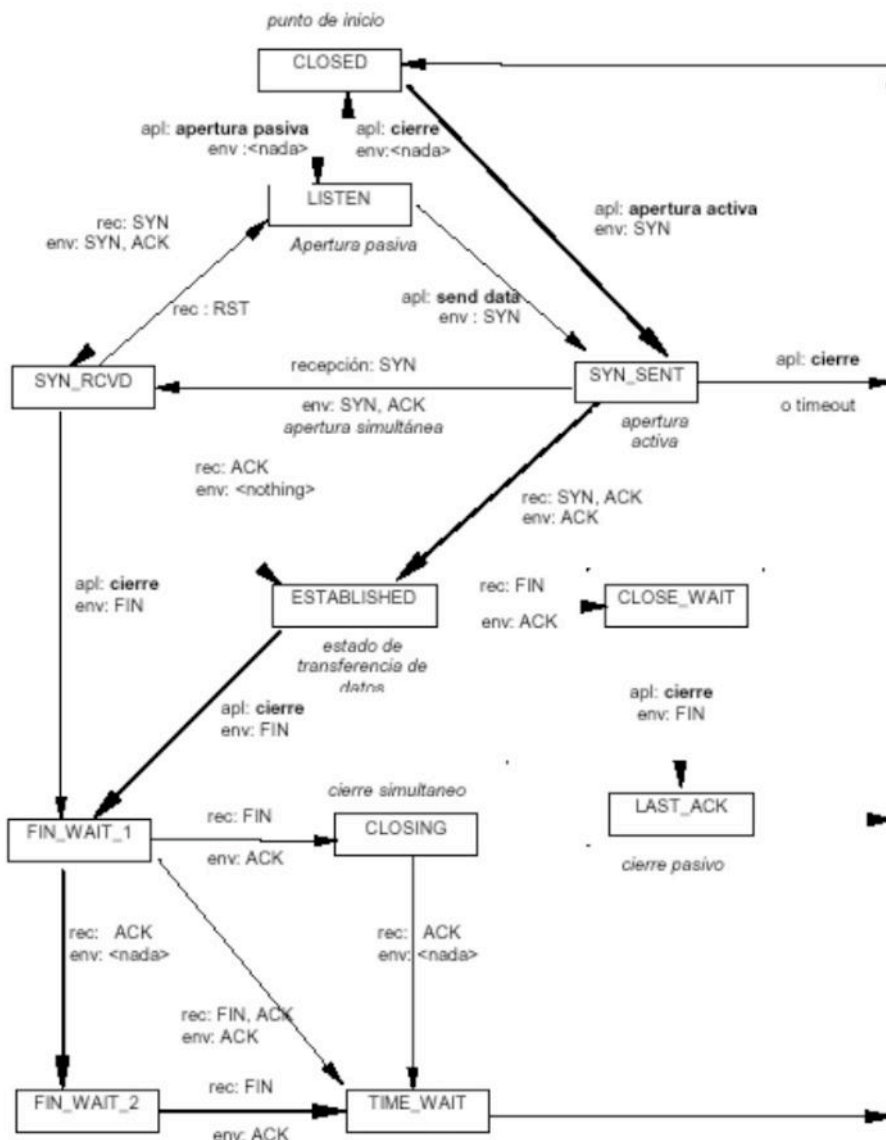 punto de inicio
CLOSED
apl: apertura pasiva
env :<nada>
apl: cierre
env:<nada>
LISTEN
Apertura pasiva
apl: apertura activa
env: SYN
rec: SYN
env: SYN, ACK
rec : RST
apl: send data
env : SYN
SYN_RCVD
recepción: SYN
env: SYN, ACK
apertura simultánea
SYN_SENT
apertura
activa
apl: cierre
o timeout
rec: ACK
env: <nothing>
rec: SYN, ACK
env: ACK
apl: cierre
env: FIN
ESTABLISHED
estado de
transferencia de
datos
rec: FIN
env: ACK
CLOSE_WAIT
apl: cierre
env: FIN
apl: cierre
env: FIN
LAST_ACK
cierre pasivo
cierre simultaneo
FIN_WAIT_1
rec: FIN
env: ACK
CLOSING
rec: ACK
env: <nada>
rec: ACK
env: <nada>
rec: FIN, ACK
env: ACK
FIN_WAIT_2
rec: FIN
env: ACK
TIME_WAIT